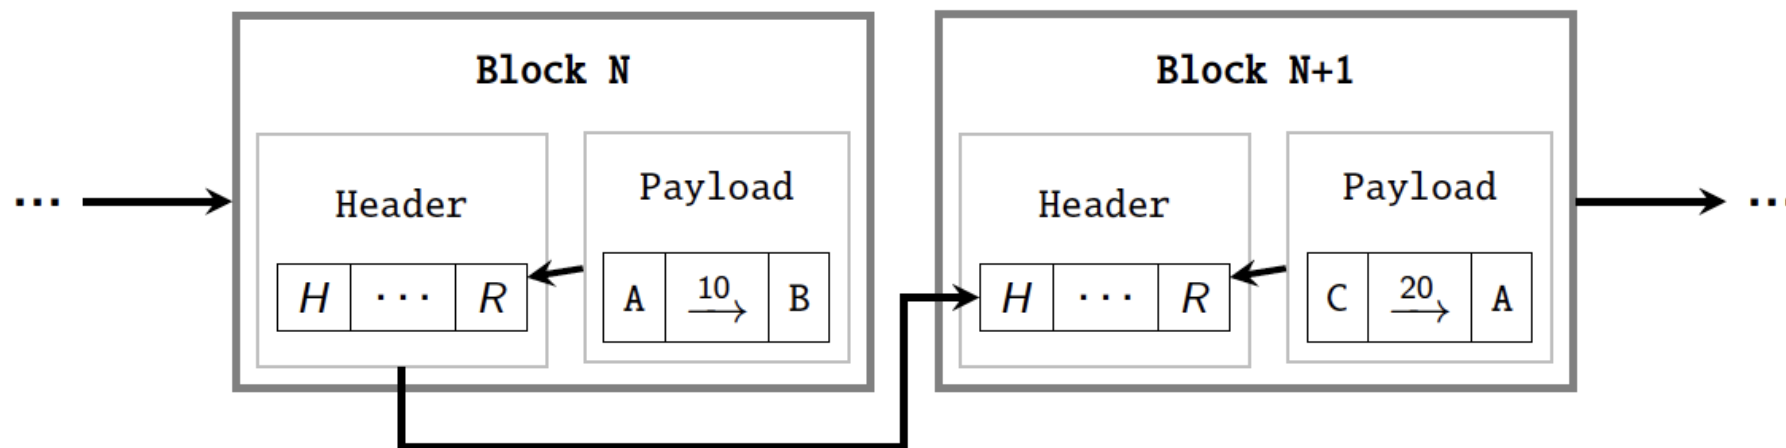 Block N
Header
Payload
H ··· R
A 10 B
Block N+1
Header
Payload
H ··· R
C 20 A